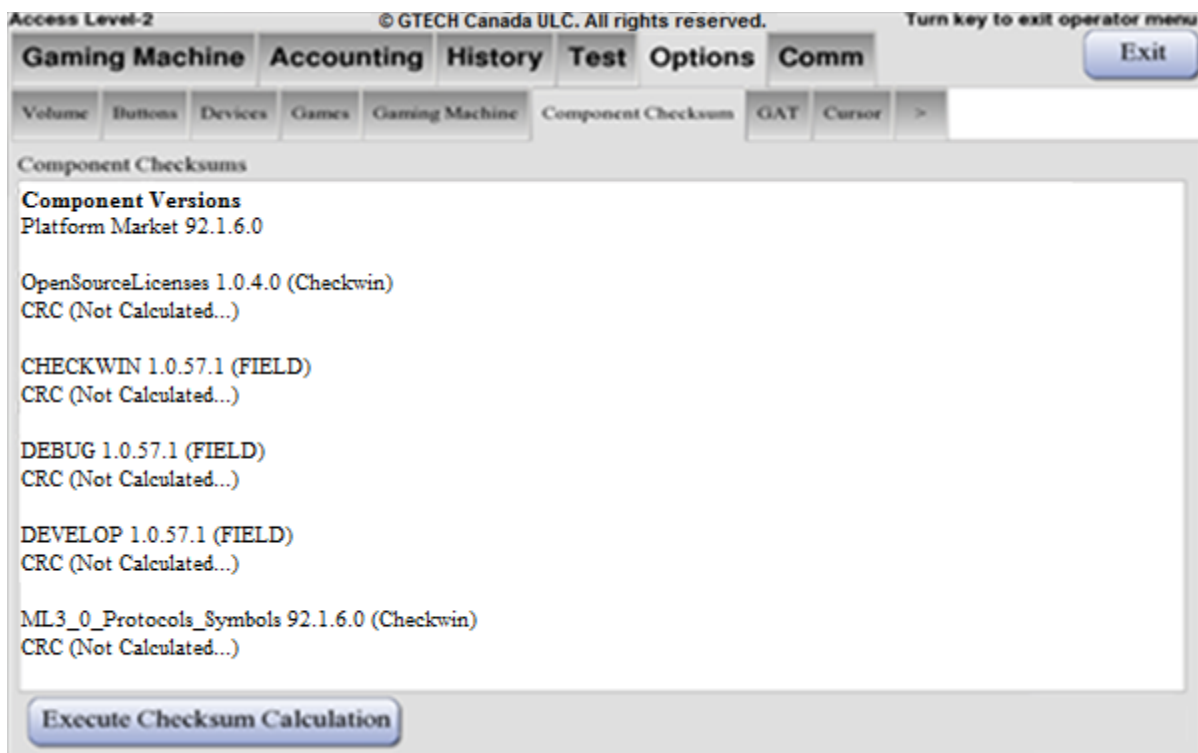 Access Level-2 © GTECH Canada ULC. All rights reserved. Turn key to exit operator menu
Gaming Machine Accounting History Test Options Comm Exit
Volume Buttons Devices Games Gaming Machine Component Checksum GAT Cursor >
Component Checksums
Component Versions
Platform Market 92.1.6.0
OpenSourceLicenses 1.0.4.0 (Checkwin)
CRC (Not Calculated...)
CHECKWIN 1.0.57.1 (FIELD)
CRC (Not Calculated...)
DEBUG 1.0.57.1 (FIELD)
CRC (Not Calculated...)
DEVELOP 1.0.57.1 (FIELD)
CRC (Not Calculated...)
ML3_0_Protocols_Symbols 92.1.6.0 (Checkwin)
CRC (Not Calculated...)
Execute Checksum Calculation